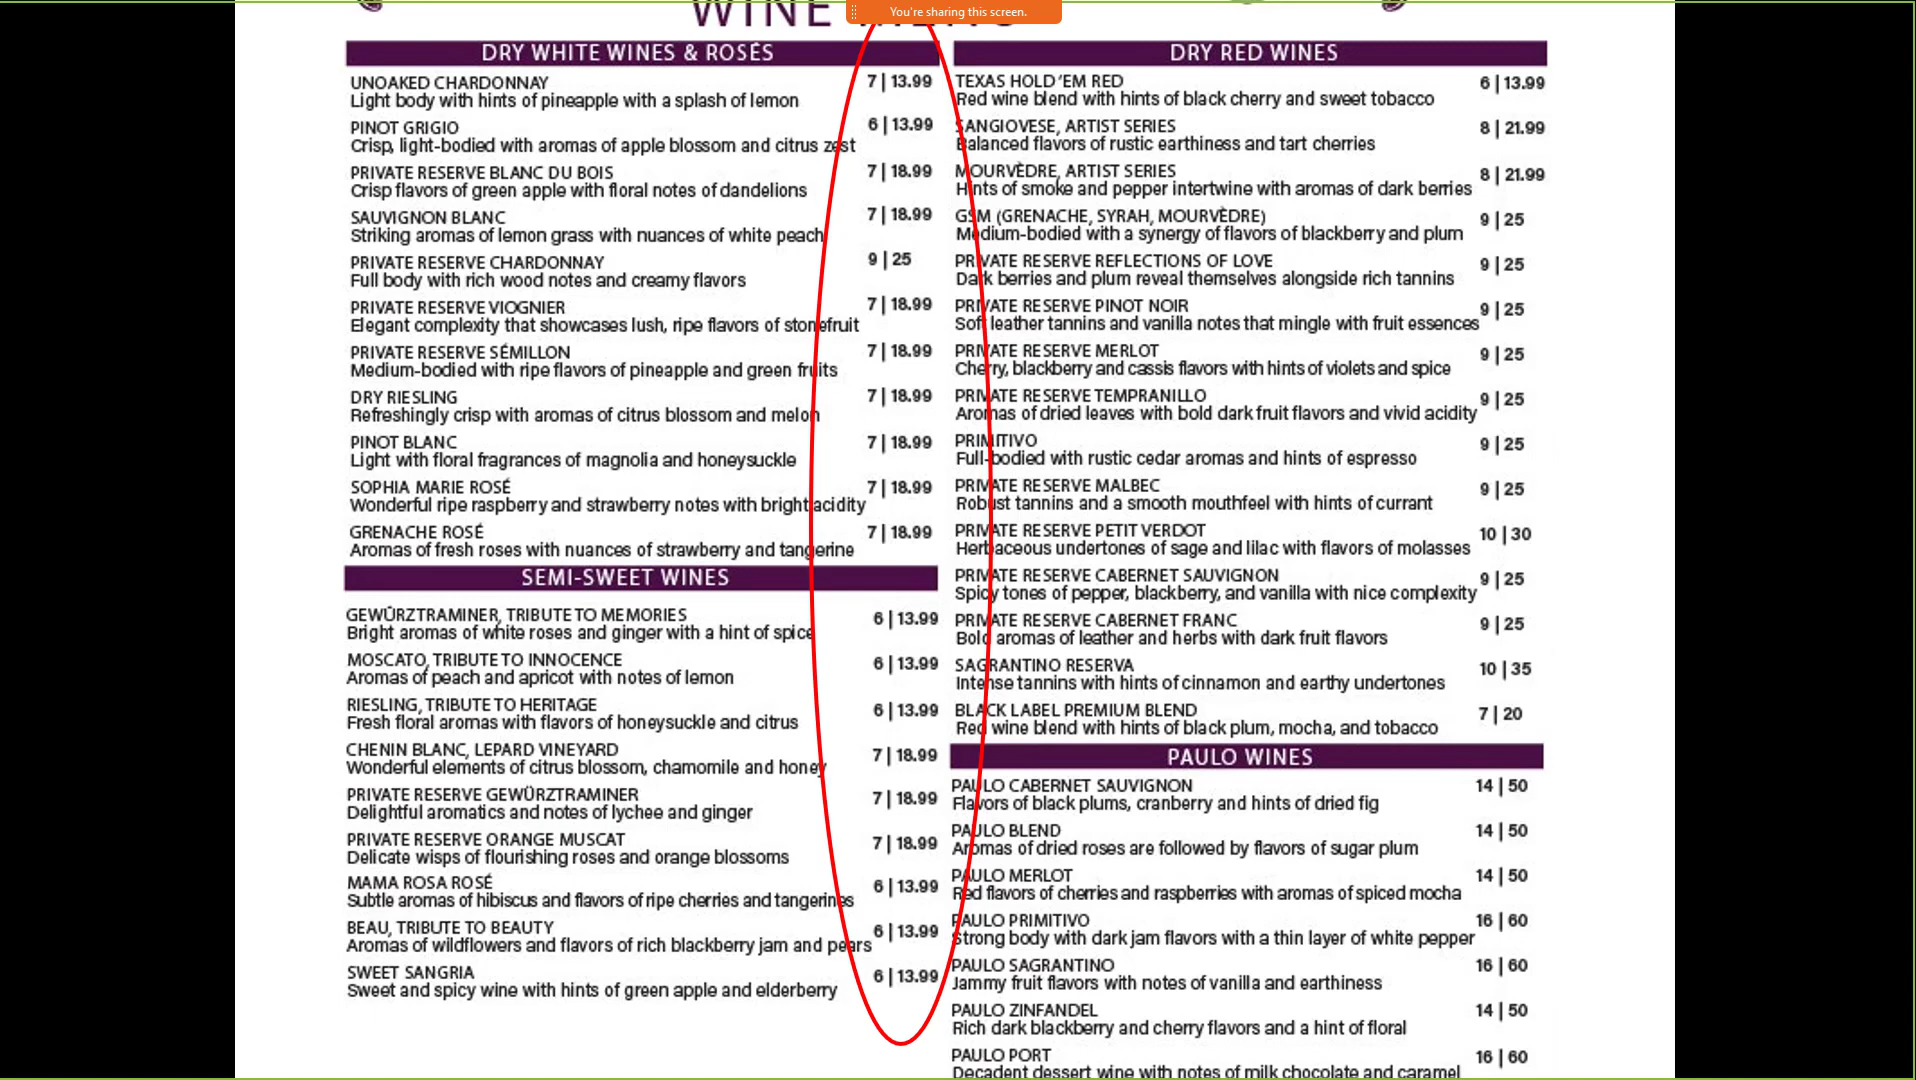 You're sharing this screen.
WINE
DRY WHITE WINES & ROSÉS
UNOAKED CHARDONNAY 7 | 13.99
Light body with hints of pineapple with a splash of lemon
PINOT GRIGIO 6 | 13.99
Crisp, light-bodied with aromas of apple blossom and citrus zest
PRIVATE RESERVE BLANC DU BOIS 7 | 18.99
Crisp flavors of green apple with floral notes of dandelions
SAUVIGNON BLANC 7 | 18.99
Striking aromas of lemon grass with nuances of white peach
PRIVATE RESERVE CHARDONNAY 9 | 25
Full body with rich wood notes and creamy flavors
PRIVATE RESERVE VIOGNIER 7 | 18.99
Elegant complexity that showcases lush, ripe flavors of stonefruit
PRIVATE RESERVE SÉMILLON 7 | 18.99
Medium-bodied with ripe flavors of pineapple and green fruits
DRY RIESLING 7 | 18.99
Refreshingly crisp with aromas of citrus blossom and melon
PINOT BLANC 7 | 18.99
Light with floral fragrances of magnolia and honeysuckle
SOPHIA MARIE ROSÉ 7 | 18.99
Wonderful ripe raspberry and strawberry notes with bright acidity
GRENACHE ROSÉ 7 | 18.99
Aromas of fresh roses with nuances of strawberry and tangerine
SEMI-SWEET WINES
GEWÜRZTRAMINER, TRIBUTE TO MEMORIES 6 | 13.99
Bright aromas of white roses and ginger with a hint of spice
MOSCATO, TRIBUTE TO INNOCENCE 6 | 13.99
Aromas of peach and apricot with notes of lemon
RIESLING, TRIBUTE TO HERITAGE 6 | 13.99
Fresh floral aromas with flavors of honeysuckle and citrus
CHENIN BLANC, LEPARD VINEYARD 7 | 18.99
Wonderful elements of citrus blossom, chamomile and honey
PRIVATE RESERVE GEWÜRZTRAMINER 7 | 18.99
Delightful aromatics and notes of lychee and ginger
PRIVATE RESERVE ORANGE MUSCAT 7 | 18.99
Delicate wisps of flourishing roses and orange blossoms
MAMA ROSA ROSÉ 6 | 13.99
Subtle aromas of hibiscus and flavors of ripe cherries and tangerines
BEAU, TRIBUTE TO BEAUTY 6 | 13.99
Aromas of wildflowers and flavors of rich blackberry jam and pears
SWEET SANGRIA 6 | 13.99
Sweet and spicy wine with hints of green apple and elderberry
DRY RED WINES
TEXAS HOLD 'EM RED 6 | 13.99
Red wine blend with hints of black cherry and sweet tobacco
SANGIOVESE, ARTIST SERIES 8 | 21.99
Balanced flavors of rustic earthiness and tart cherries
MOURVÈDRE, ARTIST SERIES 8 | 21.99
Hints of smoke and pepper intertwine with aromas of dark berries
GSM (GRENACHE, SYRAH, MOURVÈDRE) 9 | 25
Medium-bodied with a synergy of flavors of blackberry and plum
PRIVATE RESERVE REFLECTIONS OF LOVE 9 | 25
Dark berries and plum reveal themselves alongside rich tannins
PRIVATE RESERVE PINOT NOIR 9 | 25
Soft leather tannins and vanilla notes that mingle with fruit essences
PRIVATE RESERVE MERLOT 9 | 25
Cherry, blackberry and cassis flavors with hints of violets and spice
PRIVATE RESERVE TEMPRANILLO 9 | 25
Aromas of dried leaves with bold dark fruit flavors and vivid acidity
PRIMITIVO 9 | 25
Full-bodied with rustic cedar aromas and hints of espresso
PRIVATE RESERVE MALBEC 9 | 25
Robust tannins and a smooth mouthfeel with hints of currant
PRIVATE RESERVE PETIT VERDOT 10 | 30
Herbaceous undertones of sage and lilac with flavors of molasses
PRIVATE RESERVE CABERNET SAUVIGNON 9 | 25
Spicy tones of pepper, blackberry, and vanilla with nice complexity
PRIVATE RESERVE CABERNET FRANC 9 | 25
Bold aromas of leather and herbs with dark fruit flavors
SAGRANTINO RESERVA 10 | 35
Intense tannins with hints of cinnamon and earthy undertones
BLACK LABEL PREMIUM BLEND 7 | 20
Red wine blend with hints of black plum, mocha, and tobacco
PAULO WINES
PAULO CABERNET SAUVIGNON 14 | 50
Flavors of black plums, cranberry and hints of dried fig
PAULO BLEND 14 | 50
Aromas of dried roses are followed by flavors of sugar plum
PAULO MERLOT 14 | 50
Red flavors of cherries and raspberries with aromas of spiced mocha
PAULO PRIMITIVO 16 | 60
Strong body with dark jam flavors with a thin layer of white pepper
PAULO SAGRANTINO 16 | 60
Jammy fruit flavors with notes of vanilla and earthiness
PAULO ZINFANDEL 14 | 50
Rich dark blackberry and cherry flavors and a hint of floral
PAULO PORT 16 | 60
Decadent dessert wine with notes of milk chocolate and caramel